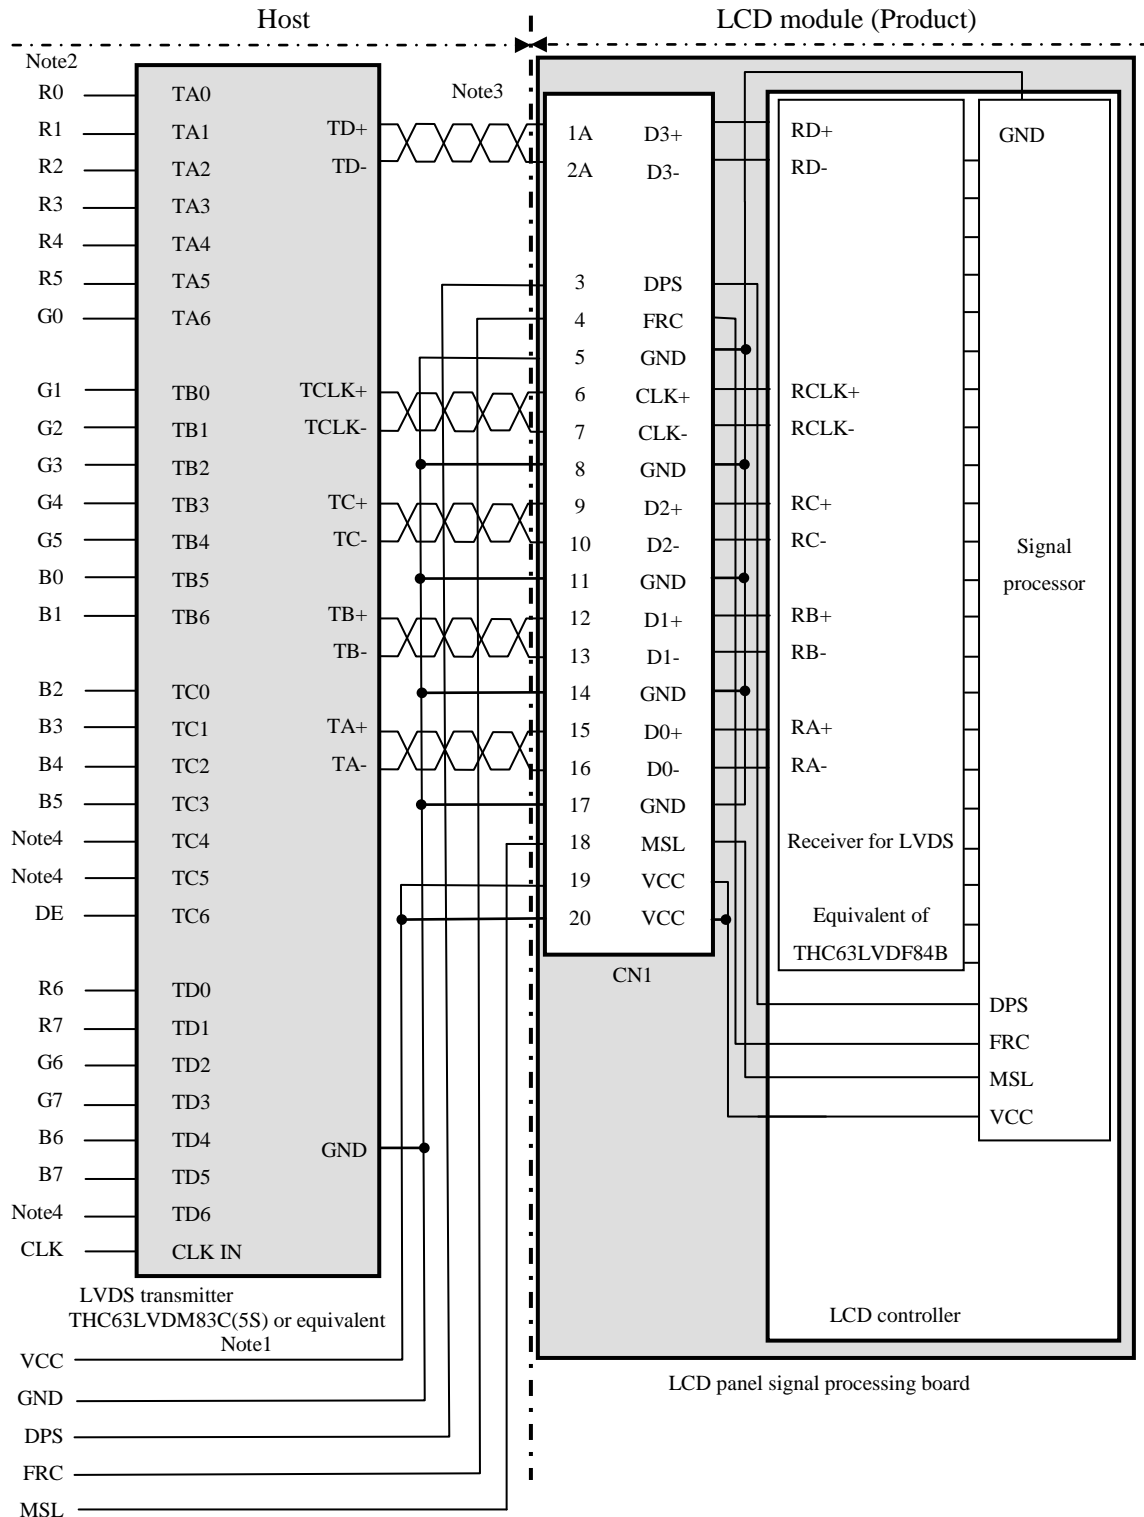 Host
LCD module (Product)
Note2
R0
R1
R2
R3
R4
R5
G0
G1
G2
G3
G4
G5
B0
B1
B2
B3
B4
B5
Note4
Note4
DE
R6
R7
G6
G7
B6
B7
Note4
CLK
TA0
TA1
TA2
TA3
TA4
TA5
TA6
TB0
TB1
TB2
TB3
TB4
TB5
TB6
TC0
TC1
TC2
TC3
TC4
TC5
TC6
TD0
TD1
TD2
TD3
TD4
TD5
TD6
CLK IN
TD+
TD-
TCLK+
TCLK-
TC+
TC-
TB+
TB-
TA+
TA-
GND
Note3
1A D3+
2A D3-
3 DPS
4 FRC
5 GND
6 CLK+
7 CLK-
8 GND
9 D2+
10 D2-
11 GND
12 D1+
13 D1-
14 GND
15 D0+
16 D0-
17 GND
18 MSL
19 VCC
20 VCC
CN1
RD+
RD-
RCLK+
RCLK-
RC+
RC-
RB+
RB-
RA+
RA-
Receiver for LVDS
Equivalent of
THC63LVDF84B
GND
Signal
processor
DPS
FRC
MSL
VCC
LCD controller
LCD panel signal processing board
LVDS transmitter
THC63LVDM83C(5S) or equivalent
Note1
VCC
GND
DPS
FRC
MSL